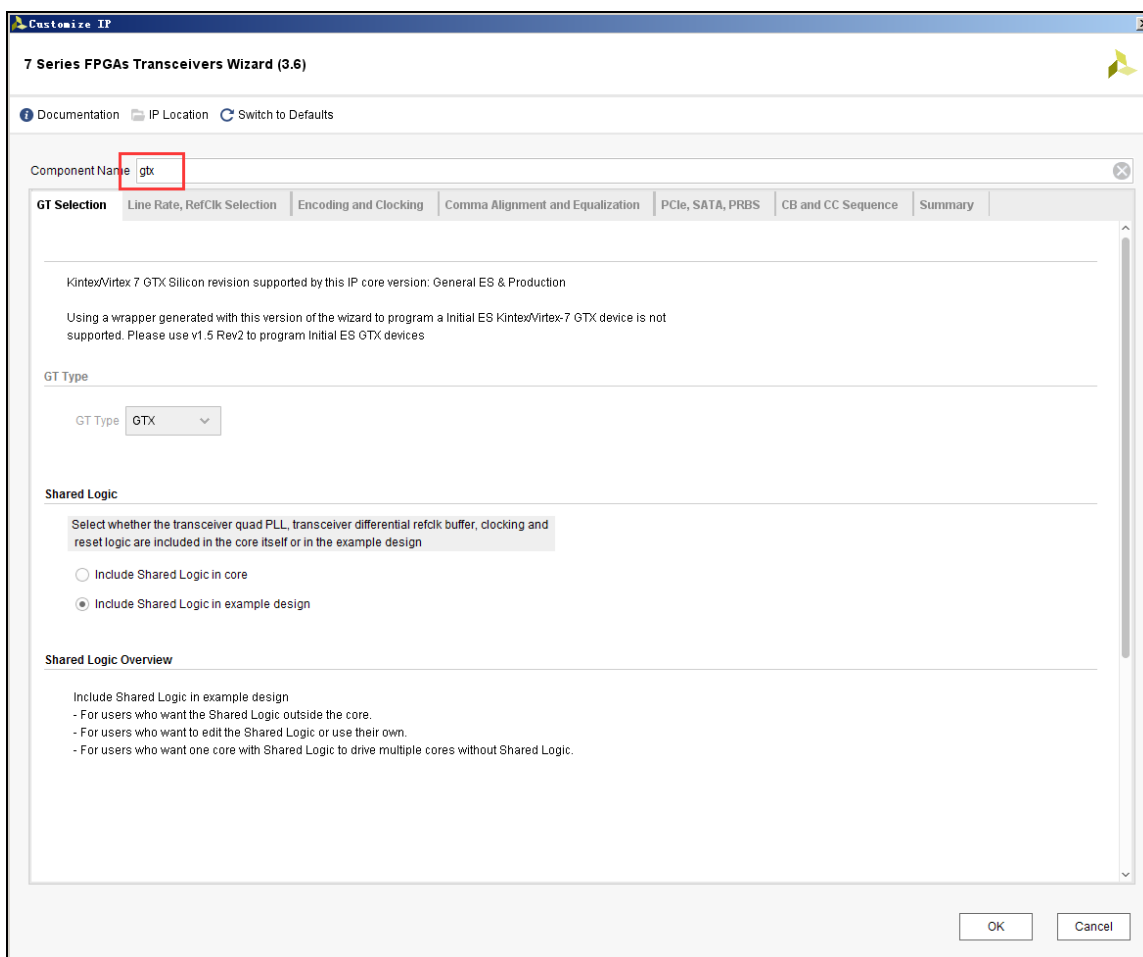 Customize IP
7 Series FPGAs Transceivers Wizard (3.6)
Documentation IP Location Switch to Defaults
Component Name gtx
GT Selection Line Rate, RefClk Selection Encoding and Clocking Comma Alignment and Equalization PCIe, SATA, PRBS CB and CC Sequence Summary
Kintex/Virtex 7 GTX Silicon revision supported by this IP core version: General ES & Production
Using a wrapper generated with this version of the wizard to program a Initial ES Kintex/Virtex-7 GTX device is not
supported. Please use v1.5 Rev2 to program Initial ES GTX devices
GT Type
GT Type GTX
Shared Logic
Select whether the transceiver quad PLL, transceiver differential refclk buffer, clocking and
reset logic are included in the core itself or in the example design
Include Shared Logic in core
Include Shared Logic in example design
Shared Logic Overview
Include Shared Logic in example design
- For users who want the Shared Logic outside the core.
- For users who want to edit the Shared Logic or use their own.
- For users who want one core with Shared Logic to drive multiple cores without Shared Logic.
OK Cancel